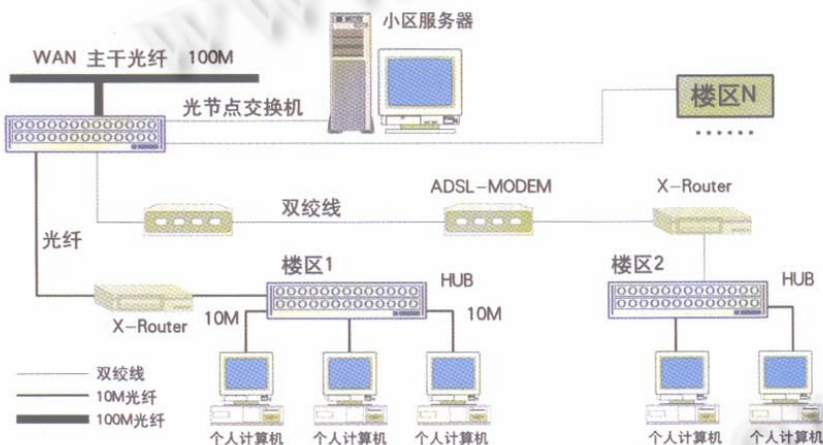 小区服务器
WAN 主干光纤 100M
光节点交换机
楼区N
······
ADSL-MODEM
X-Router
双绞线
光纤
楼区1
HUB
楼区2
HUB
X-Router
10M
10M
双绞线
10M光纤
100M光纤
个人计算机
个人计算机
个人计算机
个人计算机
个人计算机